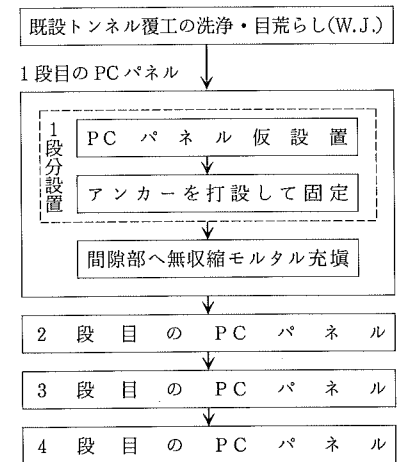 既設トンネル覆工の洗浄・目荒らし(W.J.)
1段目のPCパネル
1段分設置
PCパネル仮設置
アンカーを打設して固定
間隙部へ無収縮モルタル充塡
2段目のPCパネル
3段目のPCパネル
4段目のPCパネル